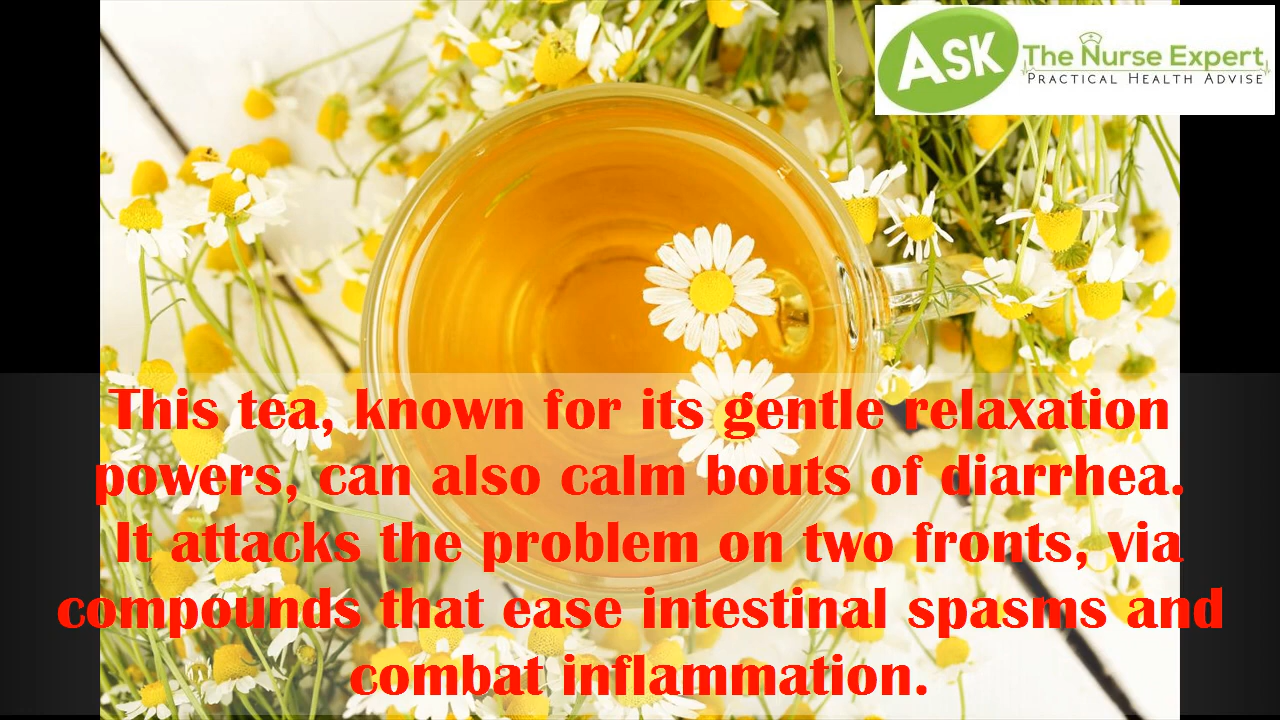 ASK The Nurse Expert
PRACTICAL HEALTH ADVISE
This tea, known for its gentle relaxation
powers, can also calm bouts of diarrhea.
It attacks the problem on two fronts, via
compounds that ease intestinal spasms and
combat inflammation.